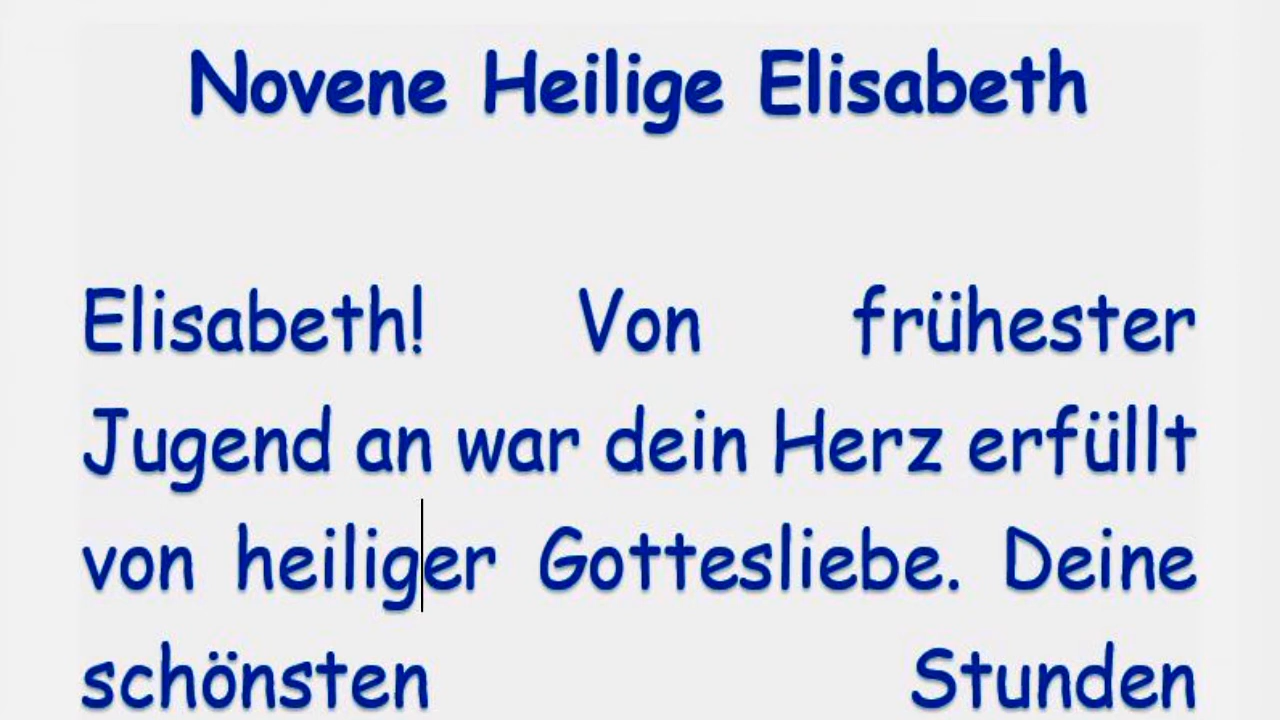 Novene Heilige Elisabeth
Elisabeth! Von frühester
Jugend an war dein Herz erfüllt
von heiliger Gottesliebe. Deine
schönsten Stunden